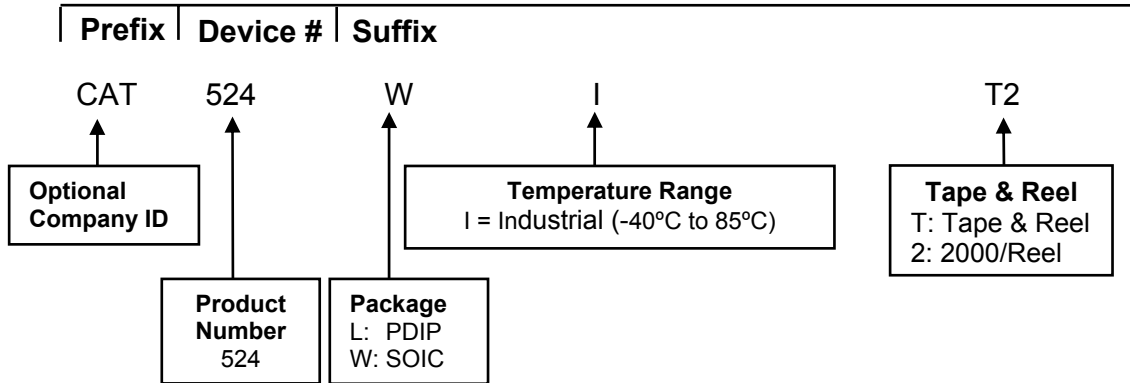 Prefix Device # Suffix
CAT 524 W I T2
Optional
Company ID
Product
Number
524
Package
L: PDIP
W: SOIC
Temperature Range
I = Industrial (-40ºC to 85ºC)
Tape & Reel
T: Tape & Reel
2: 2000/Reel